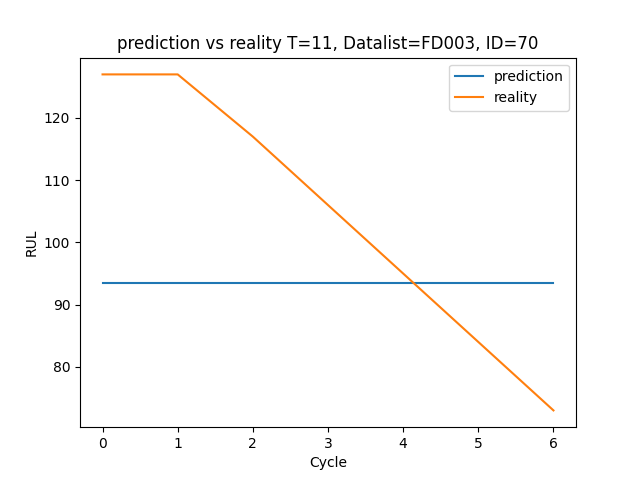 prediction vs reality T=11, Datalist=FD003, ID=70
prediction
reality
120
110
100
90
80
RUL
0 1 2 3 4 5 6
Cycle